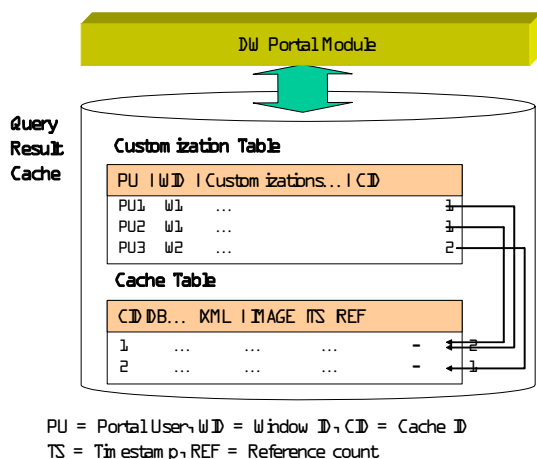 DW Portal Module
Query
Result
Cache
Customization Table
PU | WID | Customizations... | CID
PU1 W1 ... 1
PU2 W1 ... 1
PU3 W2 ... 2
Cache Table
CID DB... XML | IMAGE TS REF
1 ... ... ... - 2
2 ... ... ... - 1
PU = Portal User, WID = Window ID, CID = Cache ID
TS = Timestamp, REF = Reference count